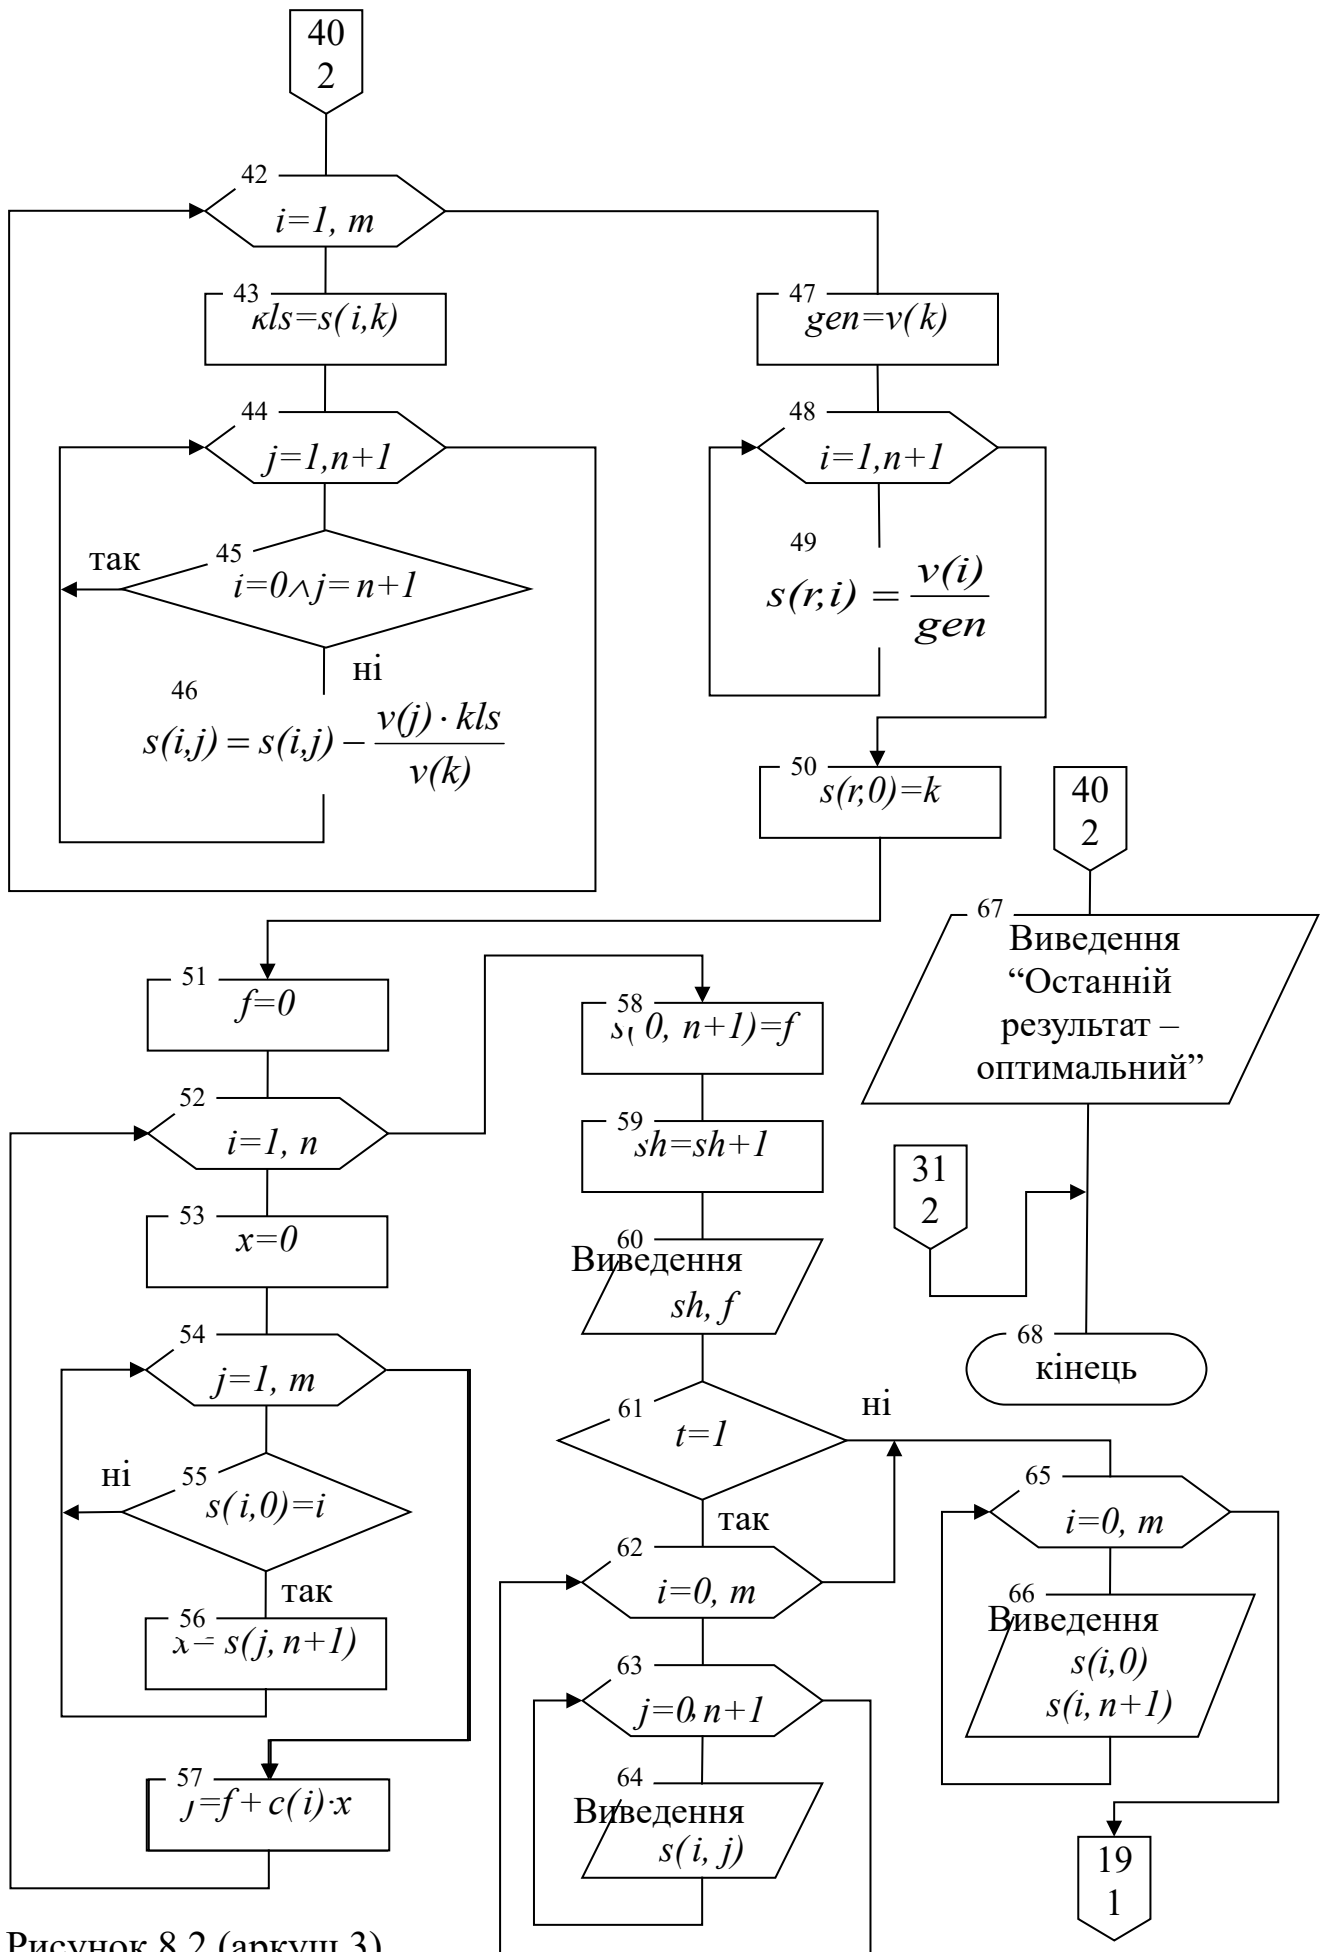 40
2
42
i=1, m
43
кls=s(i,k)
44
j=1,n+1
45
так
i=0∧j=n+1
ні
46
s(i,j) = s(i,j) − v(j) · kls / v(k)
47
gen=v(k)
48
i=1,n+1
49
s(r,i) = v(i) / gen
50
s(r,0)=k
40
2
67
Виведення
“Останній
результат –
оптимальний”
31
2
68
кінець
51
f=0
52
i=1, n
53
x=0
54
j=1, m
55
ні
s(i,0)=i
так
56
x= s(j, n+1)
57
=f+c(i)·x
58
s(0, n+1)=f
59
sh=sh+1
60
Виведення
sh, f
61
t=1
ні
так
62
i=0, m
63
j=0,n+1
64
Виведення
s(i, j)
65
i=0, m
66
Виведення
s(i,0)
s(i, n+1)
19
1
Рисунок 8.2 (аркуш 3)